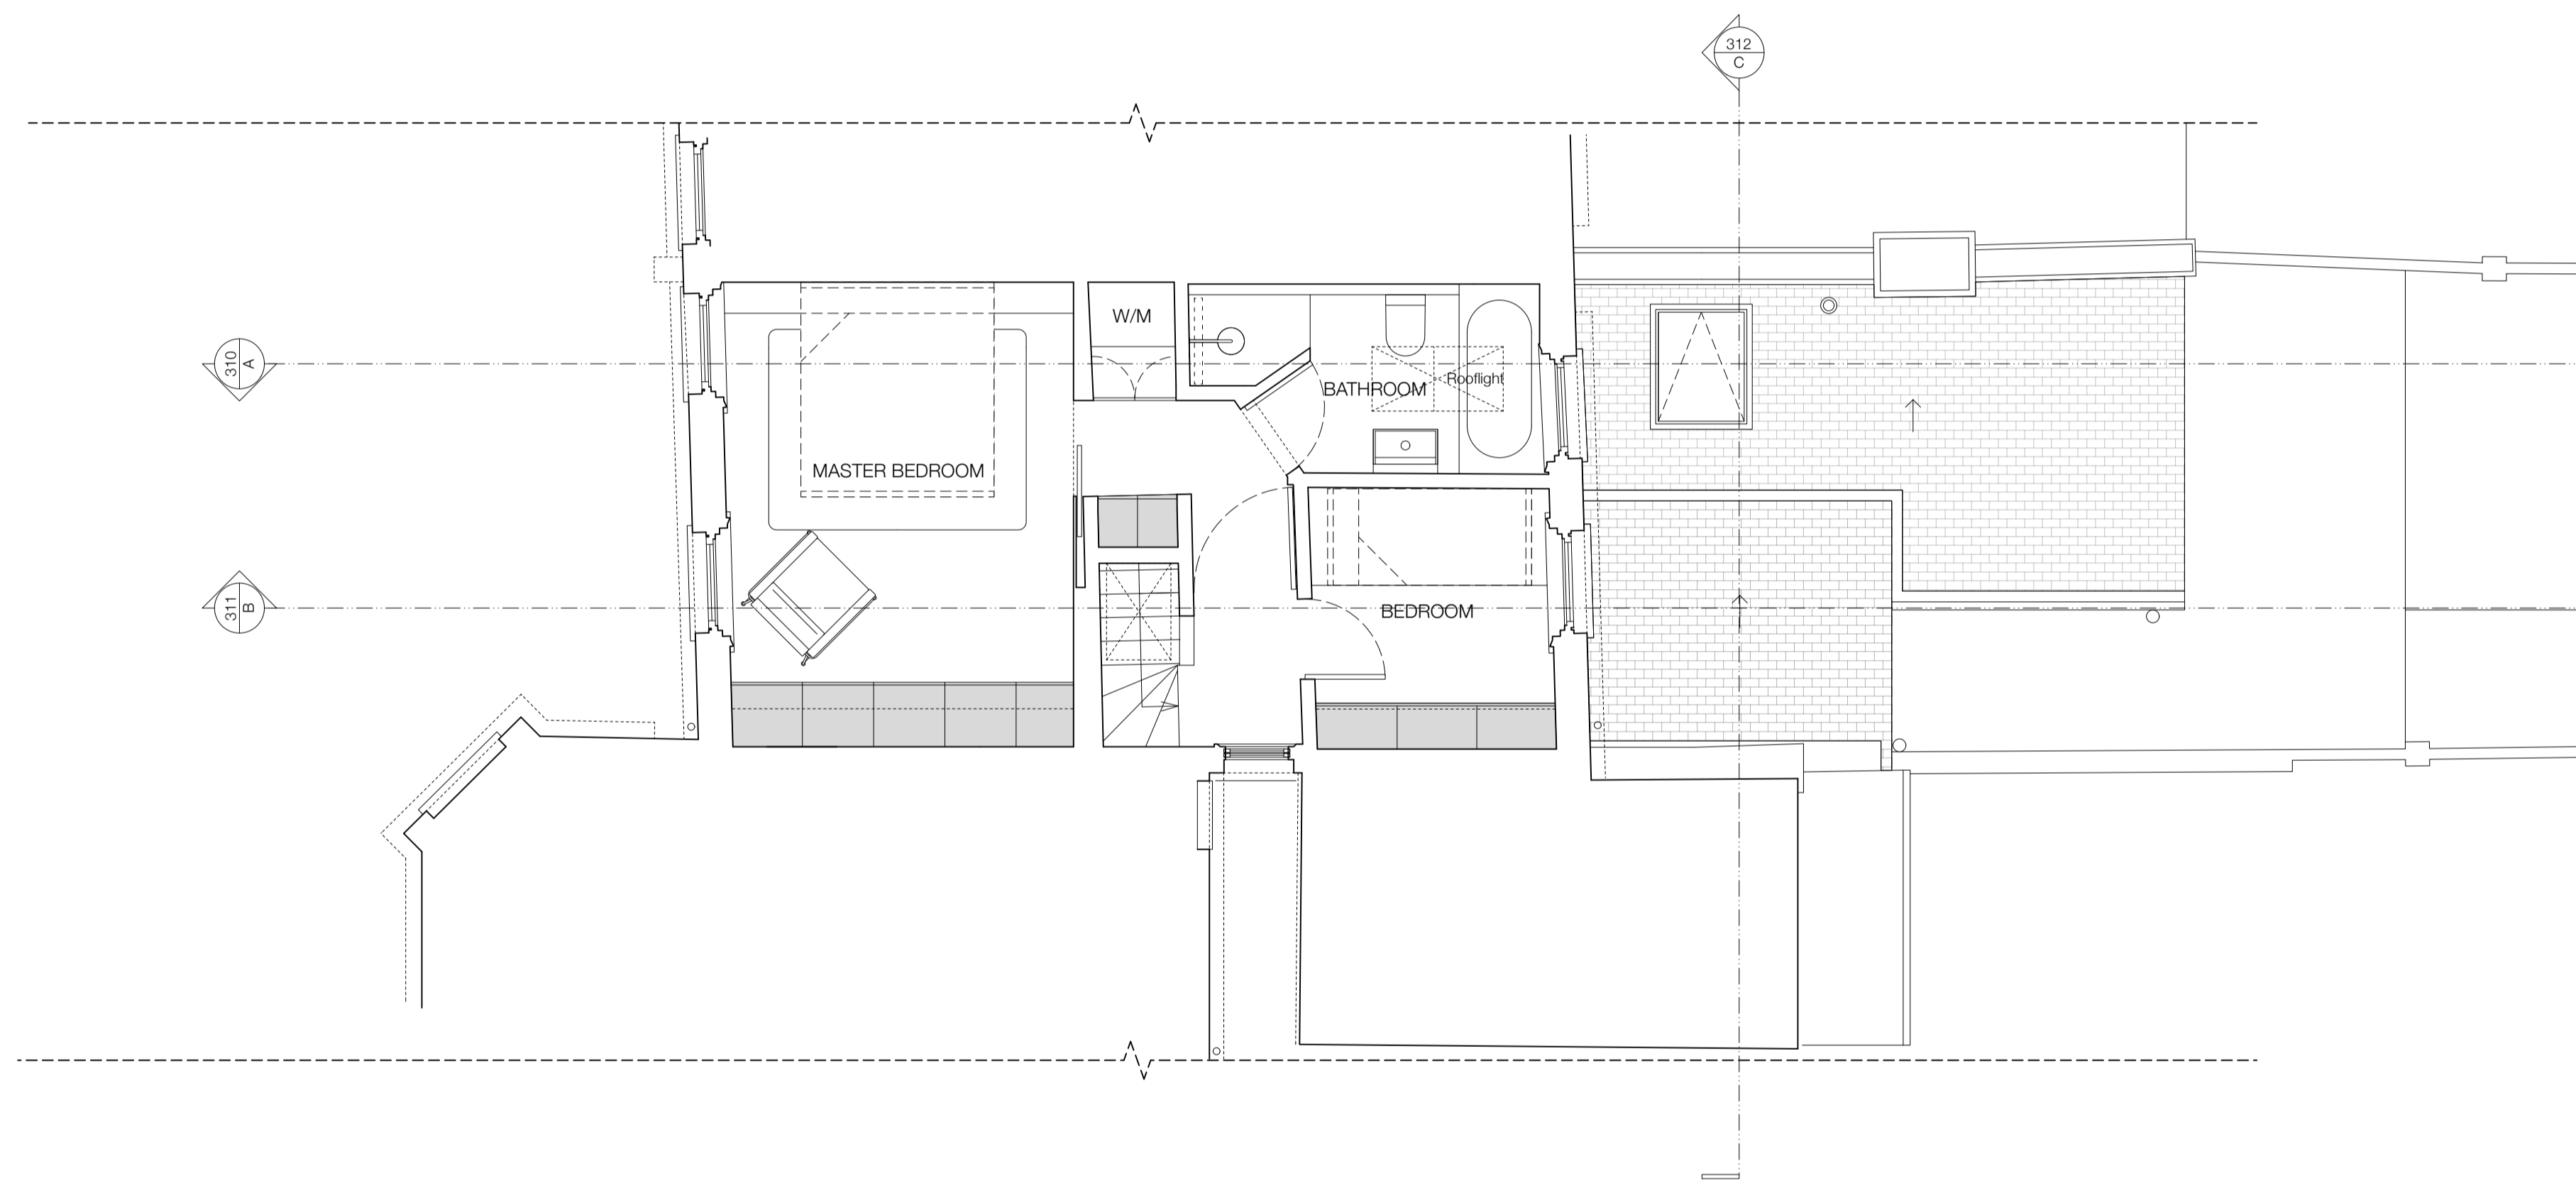 312
C
W/M
310
A
BATHROOM
Rooflight
MASTER BEDROOM
311
B
BEDROOM